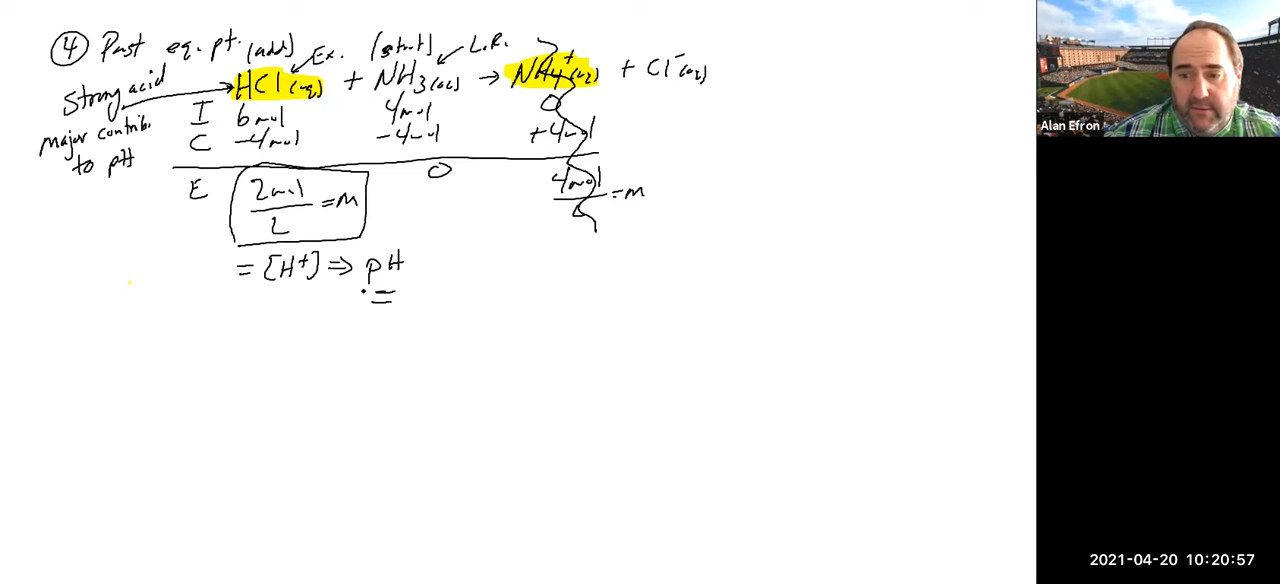 ④ Past eq. pt. (add) Ex. (start) L.R.
Strong acid
major contrib.
to pH
HCl(aq) + NH₃(aq) → NH₄⁺(aq) + Cl⁻(aq)
I 6mol 4mol 0
C -4mol -4mol +4mol
E 2mol/L = M 0 4mol = M
= [H⁺] ⇒ pH
Alan Efron
2021-04-20 10:20:57